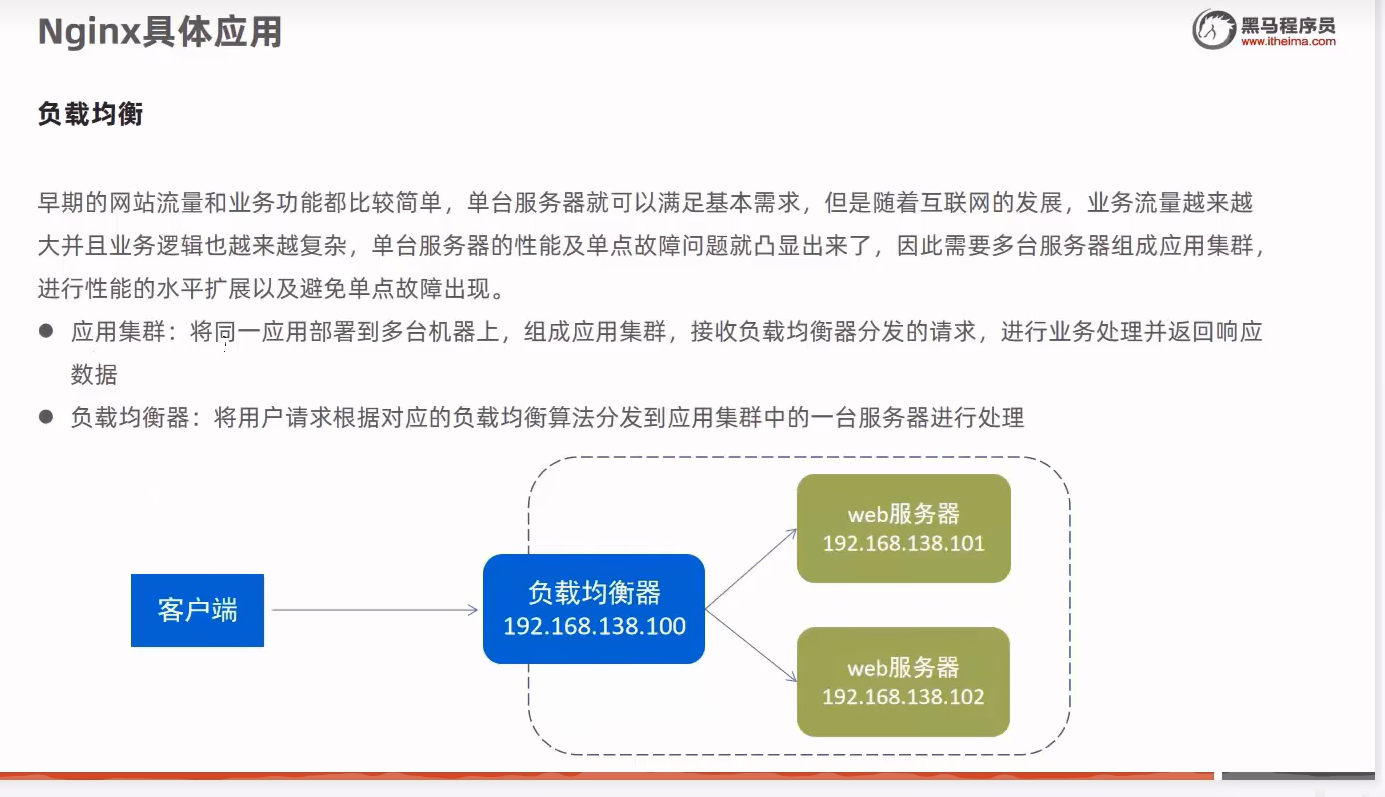 Nginx具体应用
黑马程序员
www.itheima.com
负载均衡
早期的网站流量和业务功能都比较简单，单台服务器就可以满足基本需求，但是随着互联网的发展，业务流量越来越
大并且业务逻辑也越来越复杂，单台服务器的性能及单点故障问题就凸显出来了，因此需要多台服务器组成应用集群，
进行性能的水平扩展以及避免单点故障出现。
● 应用集群：将同一应用部署到多台机器上，组成应用集群，接收负载均衡器分发的请求，进行业务处理并返回响应
数据
● 负载均衡器：将用户请求根据对应的负载均衡算法分发到应用集群中的一台服务器进行处理
客户端
负载均衡器
192.168.138.100
web服务器
192.168.138.101
web服务器
192.168.138.102